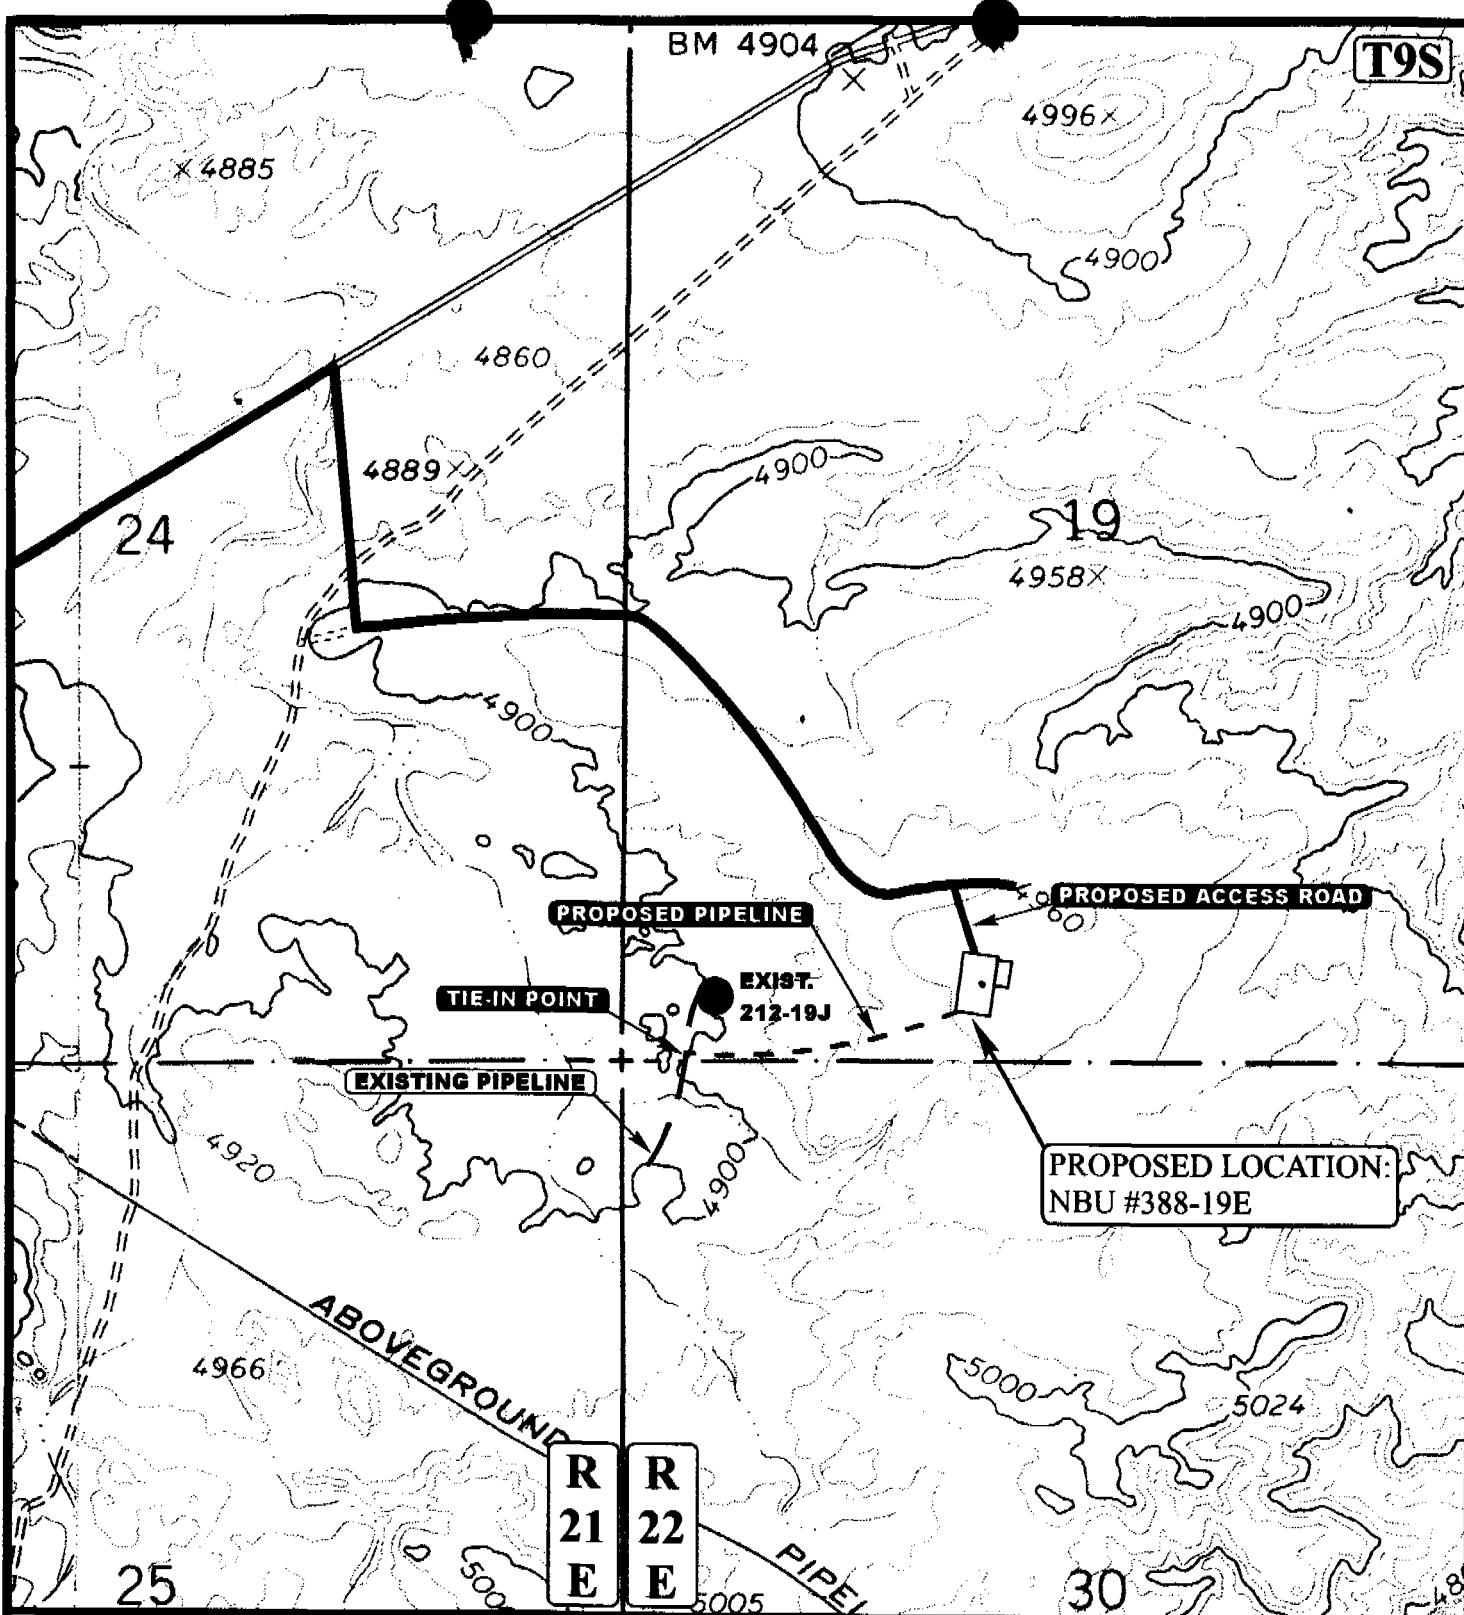 BM 4904
T9S
4996
4885
4900
4860
4889
4900
24
19
4958
4900
4900
PROPOSED ACCESS ROAD
PROPOSED PIPELINE
EXIST.
212-19J
TIE-IN POINT
EXISTING PIPELINE
4920
4900
PROPOSED LOCATION:
NBU #388-19E
ABOVEGROUND
4966
5000
5024
R
21
E
R
22
E
PIPEL
25
500
5005
30